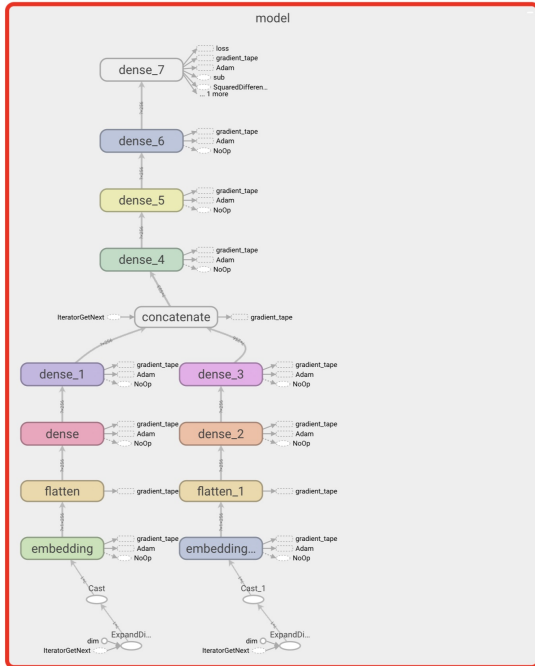 model
loss
gradient_tape
dense_7
Adam
sub
SquaredDifferen...
... 1 more
gradient_tape
dense_6
Adam
NoOp
gradient_tape
dense_5
Adam
NoOp
gradient_tape
dense_4
Adam
NoOp
IteratorGetNext
concatenate
gradient_tape
gradient_tape
dense_1
Adam
NoOp
gradient_tape
dense_3
Adam
NoOp
gradient_tape
dense
Adam
NoOp
gradient_tape
dense_2
Adam
NoOp
flatten
gradient_tape
flatten_1
gradient_tape
gradient_tape
embedding
Adam
NoOp
gradient_tape
embedding...
Adam
NoOp
Cast
Cast_1
ExpandDi...
dim
IteratorGetNext
ExpandDi...
dim
IteratorGetNext